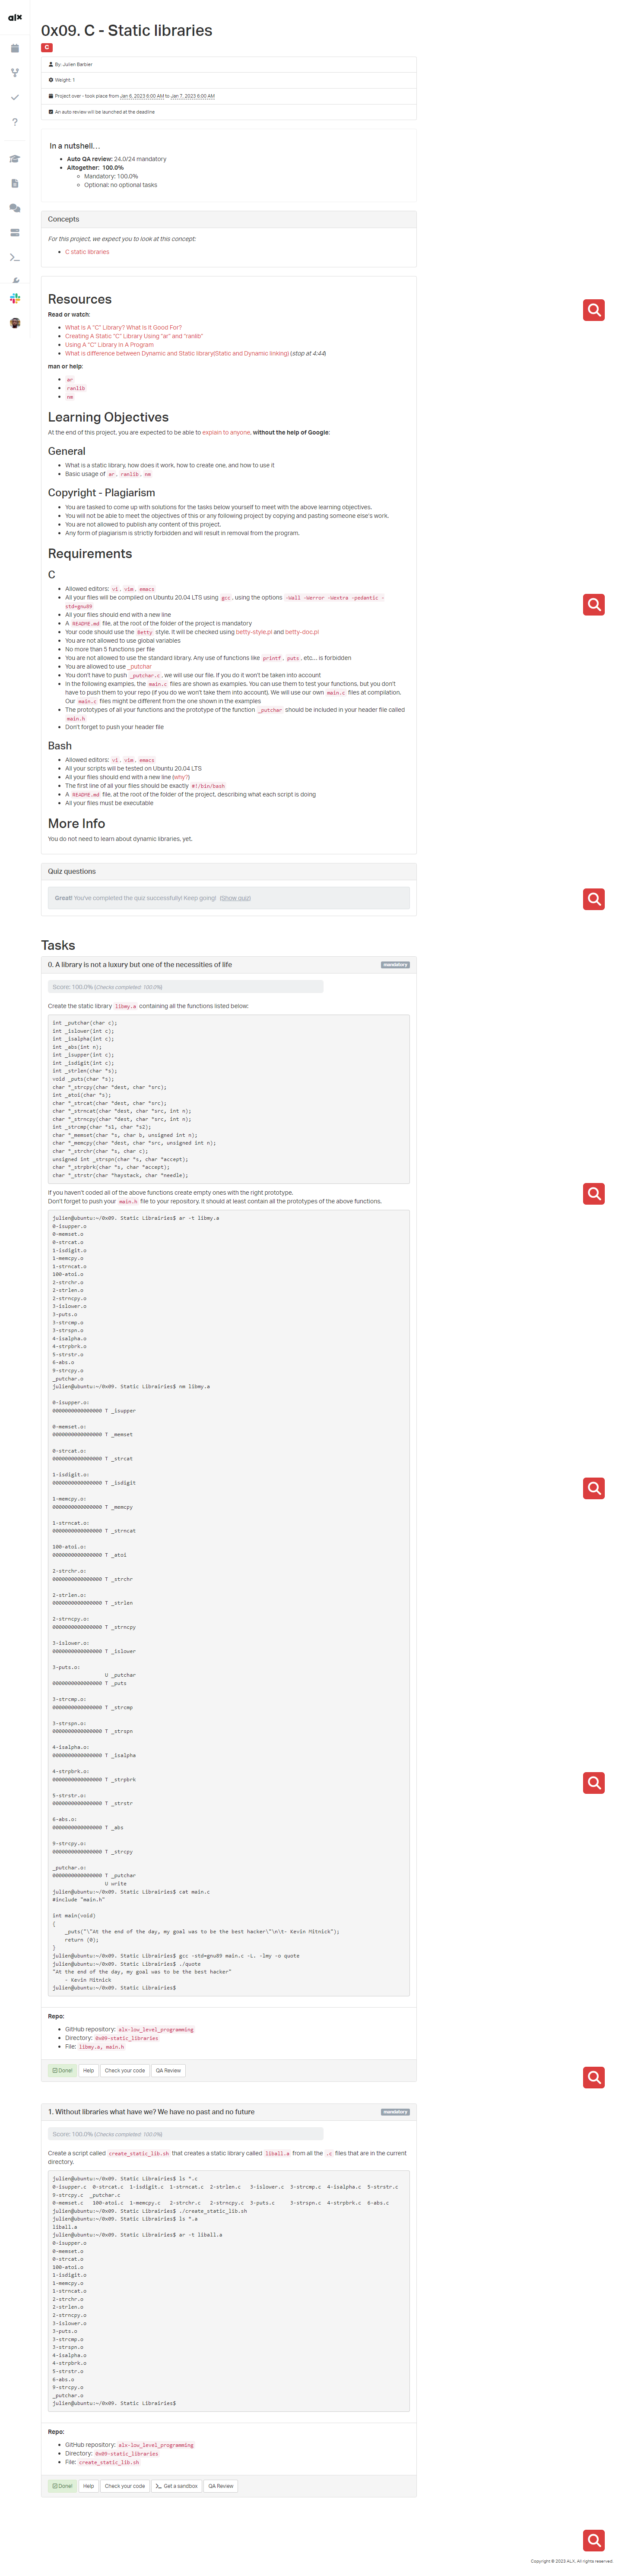 alx
0x09. C - Static libraries
C
By: Julien Barbier
Weight: 1
Project over - took place from Jan 6, 2023 6:00 AM to Jan 7, 2023 6:00 AM
An auto review will be launched at the deadline
In a nutshell…
Auto QA review: 24.0/24 mandatory
Altogether: 100.0%
Mandatory: 100.0%
Optional: no optional tasks
Concepts
For this project, we expect you to look at this concept:
C static libraries
Resources
Read or watch:
What Is A "C" Library? What Is It Good For?
Creating A Static "C" Library Using "ar" and "ranlib"
Using A "C" Library In A Program
What is difference between Dynamic and Static library(Static and Dynamic linking) (stop at 4:44)
man or help:
ar
ranlib
nm
Learning Objectives
At the end of this project, you are expected to be able to explain to anyone, without the help of Google:
General
What is a static library, how does it work, how to create one, and how to use it
Basic usage of ar, ranlib, nm
Copyright - Plagiarism
You are tasked to come up with solutions for the tasks below yourself to meet with the above learning objectives.
You will not be able to meet the objectives of this or any following project by copying and pasting someone else's work.
You are not allowed to publish any content of this project.
Any form of plagiarism is strictly forbidden and will result in removal from the program.
Requirements
C
Allowed editors: vi, vim, emacs
All your files will be compiled on Ubuntu 20.04 LTS using gcc, using the options -Wall -Werror -Wextra -pedantic -
std=gnu89
All your files should end with a new line
A README.md file, at the root of the folder of the project is mandatory
Your code should use the Betty style. It will be checked using betty-style.pl and betty-doc.pl
You are not allowed to use global variables
No more than 5 functions per file
You are not allowed to use the standard library. Any use of functions like printf, puts, etc… is forbidden
You are allowed to use _putchar
You don't have to push _putchar.c, we will use our file. If you do it won't be taken into account
In the following examples, the main.c files are shown as examples. You can use them to test your functions, but you don't
have to push them to your repo (if you do we won't take them into account). We will use our own main.c files at compilation.
Our main.c files might be different from the one shown in the examples
The prototypes of all your functions and the prototype of the function _putchar should be included in your header file called
main.h
Don't forget to push your header file
Bash
Allowed editors: vi, vim, emacs
All your scripts will be tested on Ubuntu 20.04 LTS
All your files should end with a new line (why?)
The first line of all your files should be exactly #!/bin/bash
A README.md file, at the root of the folder of the project, describing what each script is doing
All your files must be executable
More Info
You do not need to learn about dynamic libraries, yet.
Quiz questions
Great! You've completed the quiz successfully! Keep going! (Show quiz)
Tasks
0. A library is not a luxury but one of the necessities of life mandatory
Score: 100.0% (Checks completed: 100.0%)
Create the static library libmy.a containing all the functions listed below:
int _putchar(char c);
int _islower(int c);
int _isalpha(int c);
int _abs(int n);
int _isupper(int c);
int _isdigit(int c);
int _strlen(char *s);
void _puts(char *s);
char *_strcpy(char *dest, char *src);
int _atoi(char *s);
char *_strcat(char *dest, char *src);
char *_strncat(char *dest, char *src, int n);
char *_strncpy(char *dest, char *src, int n);
int _strcmp(char *s1, char *s2);
char *_memset(char *s, char b, unsigned int n);
char *_memcpy(char *dest, char *src, unsigned int n);
char *_strchr(char *s, char c);
unsigned int _strspn(char *s, char *accept);
char *_strpbrk(char *s, char *accept);
char *_strstr(char *haystack, char *needle);
If you haven't coded all of the above functions create empty ones with the right prototype.
Don't forget to push your main.h file to your repository. It should at least contain all the prototypes of the above functions.
julien@ubuntu:~/0x09. Static Librairies$ ar -t libmy.a
0-isupper.o
0-memset.o
0-strcat.o
1-isdigit.o
1-memcpy.o
1-strncat.o
100-atoi.o
2-strchr.o
2-strlen.o
2-strncpy.o
3-islower.o
3-puts.o
3-strcmp.o
3-strspn.o
4-isalpha.o
4-strpbrk.o
5-strstr.o
6-abs.o
9-strcpy.o
_putchar.o
julien@ubuntu:~/0x09. Static Librairies$ nm libmy.a
0-isupper.o:
0000000000000000 T _isupper
0-memset.o:
0000000000000000 T _memset
0-strcat.o:
0000000000000000 T _strcat
1-isdigit.o:
0000000000000000 T _isdigit
1-memcpy.o:
0000000000000000 T _memcpy
1-strncat.o:
0000000000000000 T _strncat
100-atoi.o:
0000000000000000 T _atoi
2-strchr.o:
0000000000000000 T _strchr
2-strlen.o:
0000000000000000 T _strlen
2-strncpy.o:
0000000000000000 T _strncpy
3-islower.o:
0000000000000000 T _islower
3-puts.o:
U _putchar
0000000000000000 T _puts
3-strcmp.o:
0000000000000000 T _strcmp
3-strspn.o:
0000000000000000 T _strspn
4-isalpha.o:
0000000000000000 T _isalpha
4-strpbrk.o:
0000000000000000 T _strpbrk
5-strstr.o:
0000000000000000 T _strstr
6-abs.o:
0000000000000000 T _abs
9-strcpy.o:
0000000000000000 T _strcpy
_putchar.o:
0000000000000000 T _putchar
U write
julien@ubuntu:~/0x09. Static Librairies$ cat main.c
#include "main.h"
int main(void)
{
_puts("\"At the end of the day, my goal was to be the best hacker\"\n\t- Kevin Mitnick");
return (0);
}
julien@ubuntu:~/0x09. Static Librairies$ gcc -std=gnu89 main.c -L. -lmy -o quote
julien@ubuntu:~/0x09. Static Librairies$ ./quote
"At the end of the day, my goal was to be the best hacker"
- Kevin Mitnick
julien@ubuntu:~/0x09. Static Librairies$
Repo:
GitHub repository: alx-low_level_programming
Directory: 0x09-static_libraries
File: libmy.a, main.h
Done! Help Check your code QA Review
1. Without libraries what have we? We have no past and no future mandatory
Score: 100.0% (Checks completed: 100.0%)
Create a script called create_static_lib.sh that creates a static library called liball.a from all the .c files that are in the current
directory.
julien@ubuntu:~/0x09. Static Librairies$ ls *.c
0-isupper.c 0-strcat.c 1-isdigit.c 1-strncat.c 2-strlen.c 3-islower.c 3-strcmp.c 4-isalpha.c 5-strstr.c
9-strcpy.c _putchar.c
0-memset.c 100-atoi.c 1-memcpy.c 2-strchr.c 2-strncpy.c 3-puts.c 3-strspn.c 4-strpbrk.c 6-abs.c
julien@ubuntu:~/0x09. Static Librairies$ ./create_static_lib.sh
julien@ubuntu:~/0x09. Static Librairies$ ls *.a
liball.a
julien@ubuntu:~/0x09. Static Librairies$ ar -t liball.a
0-isupper.o
0-memset.o
0-strcat.o
100-atoi.o
1-isdigit.o
1-memcpy.o
1-strncat.o
2-strchr.o
2-strlen.o
2-strncpy.o
3-islower.o
3-puts.o
3-strcmp.o
3-strspn.o
4-isalpha.o
4-strpbrk.o
5-strstr.o
6-abs.o
9-strcpy.o
_putchar.o
julien@ubuntu:~/0x09. Static Librairies$
Repo:
GitHub repository: alx-low_level_programming
Directory: 0x09-static_libraries
File: create_static_lib.sh
Done! Help Check your code Get a sandbox QA Review
Copyright © 2023 ALX, All rights reserved.